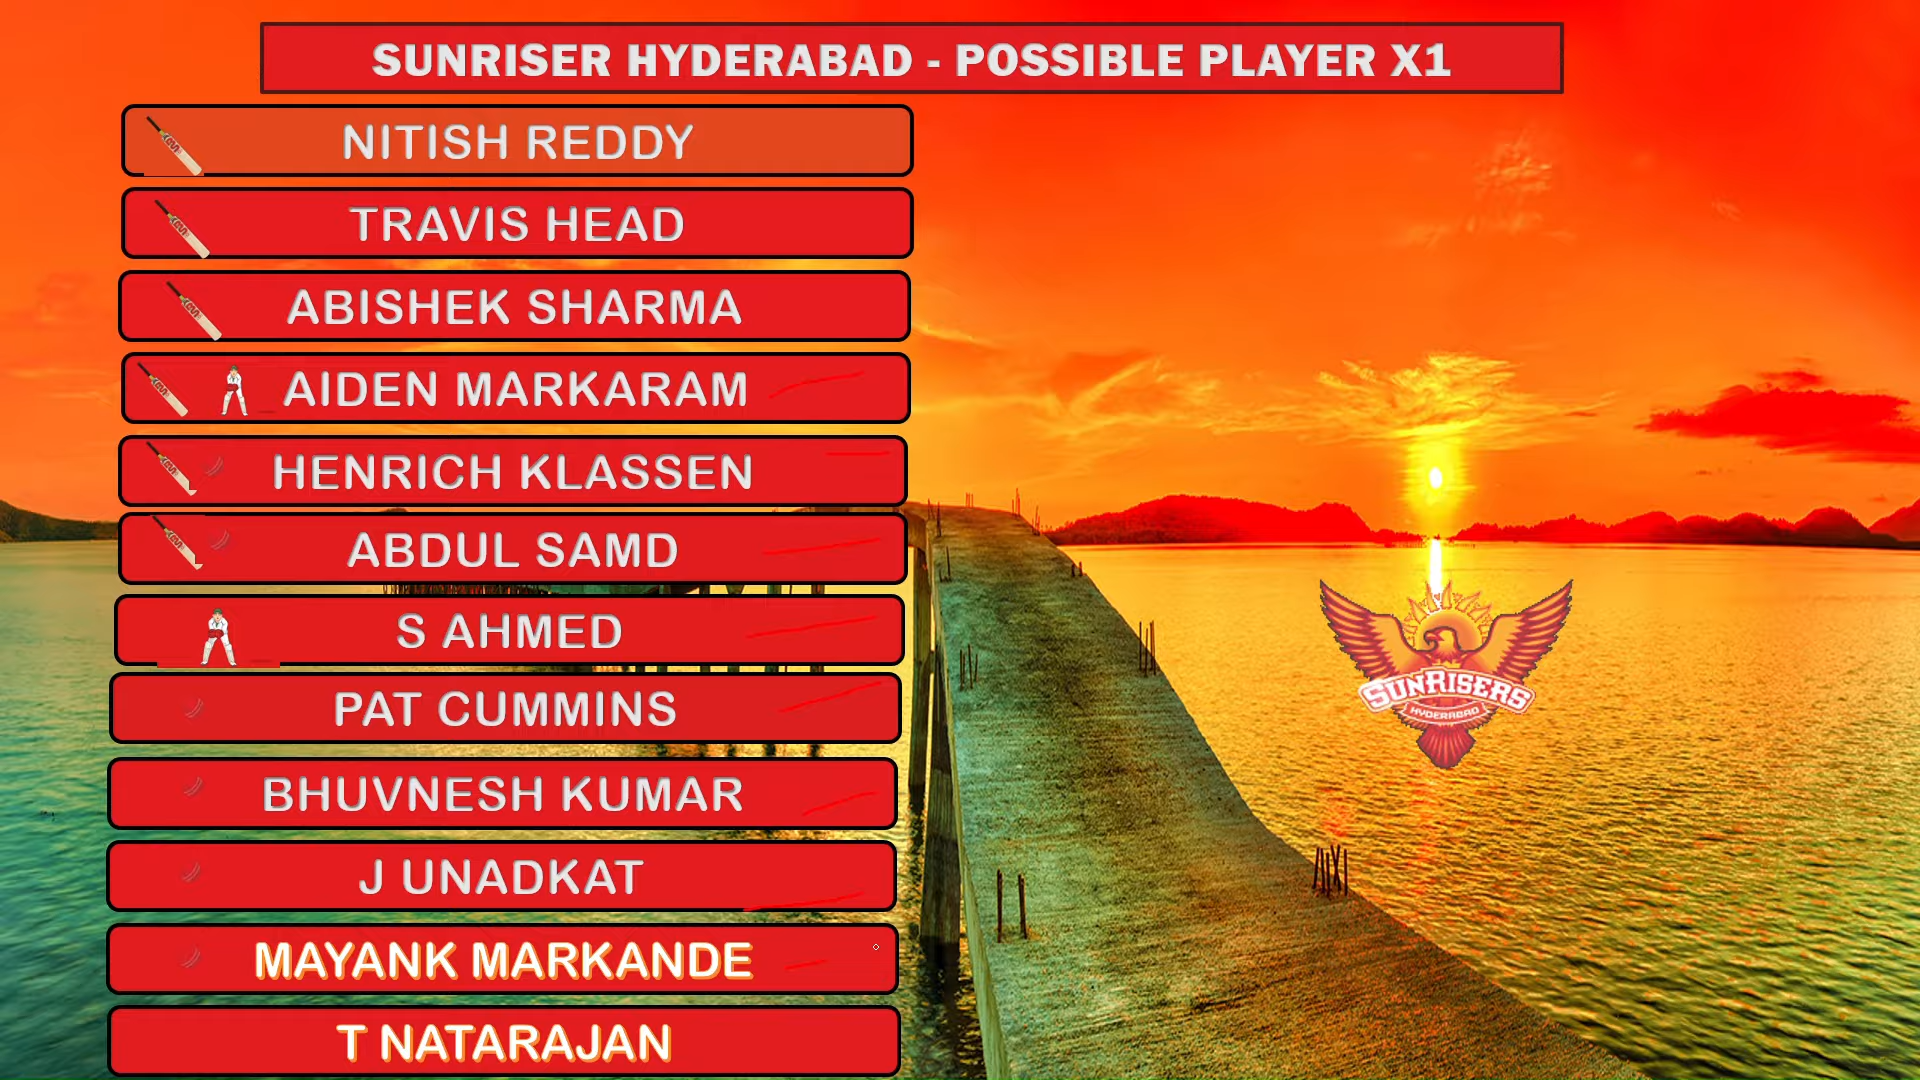 SUNRISER HYDERABAD - POSSIBLE PLAYER X1
NITISH REDDY
TRAVIS HEAD
ABISHEK SHARMA
AIDEN MARKARAM
HENRICH KLASSEN
ABDUL SAMD
S AHMED
PAT CUMMINS
BHUVNESH KUMAR
J UNADKAT
MAYANK MARKANDE
T NATARAJAN
SUNRISERS
HYDERABAD